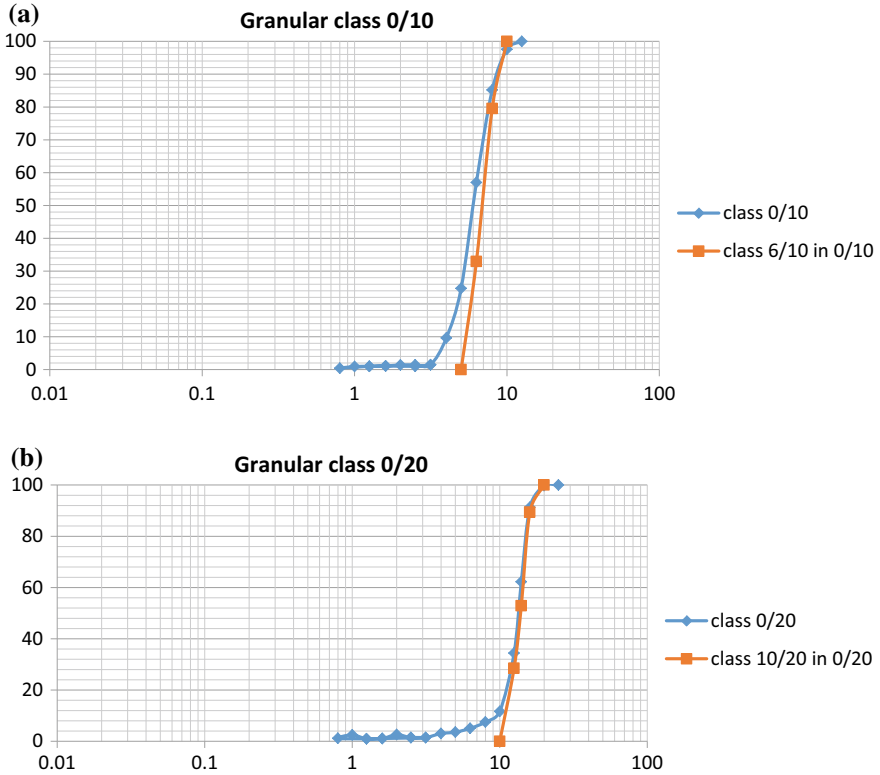 (a)
Granular class 0/10
100
90
80
70
60
50
40
30
20
10
0
0.01 0.1 1 10 100
class 0/10
class 6/10 in 0/10
(b)
Granular class 0/20
100
80
60
40
20
0
0.01 0.1 1 10 100
class 0/20
class 10/20 in 0/20